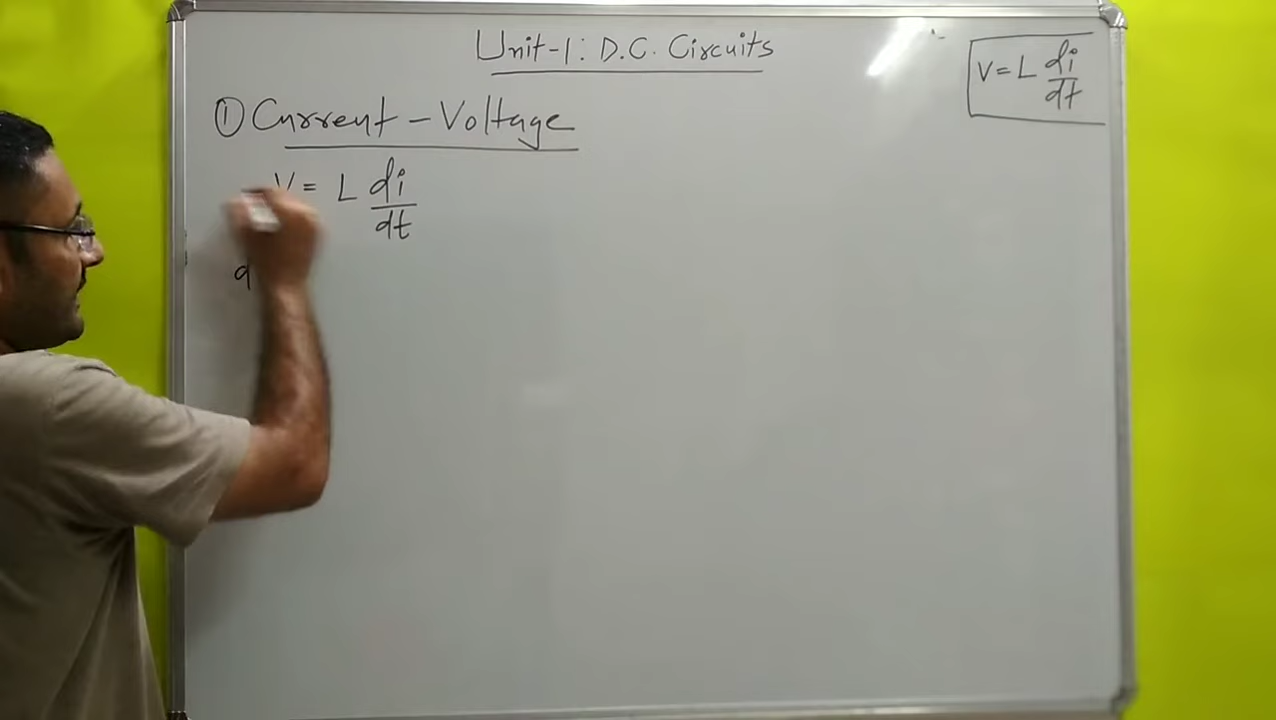 Unit-1: D.C. Circuits
V = L di/dt
① Current - Voltage
V = L di/dt